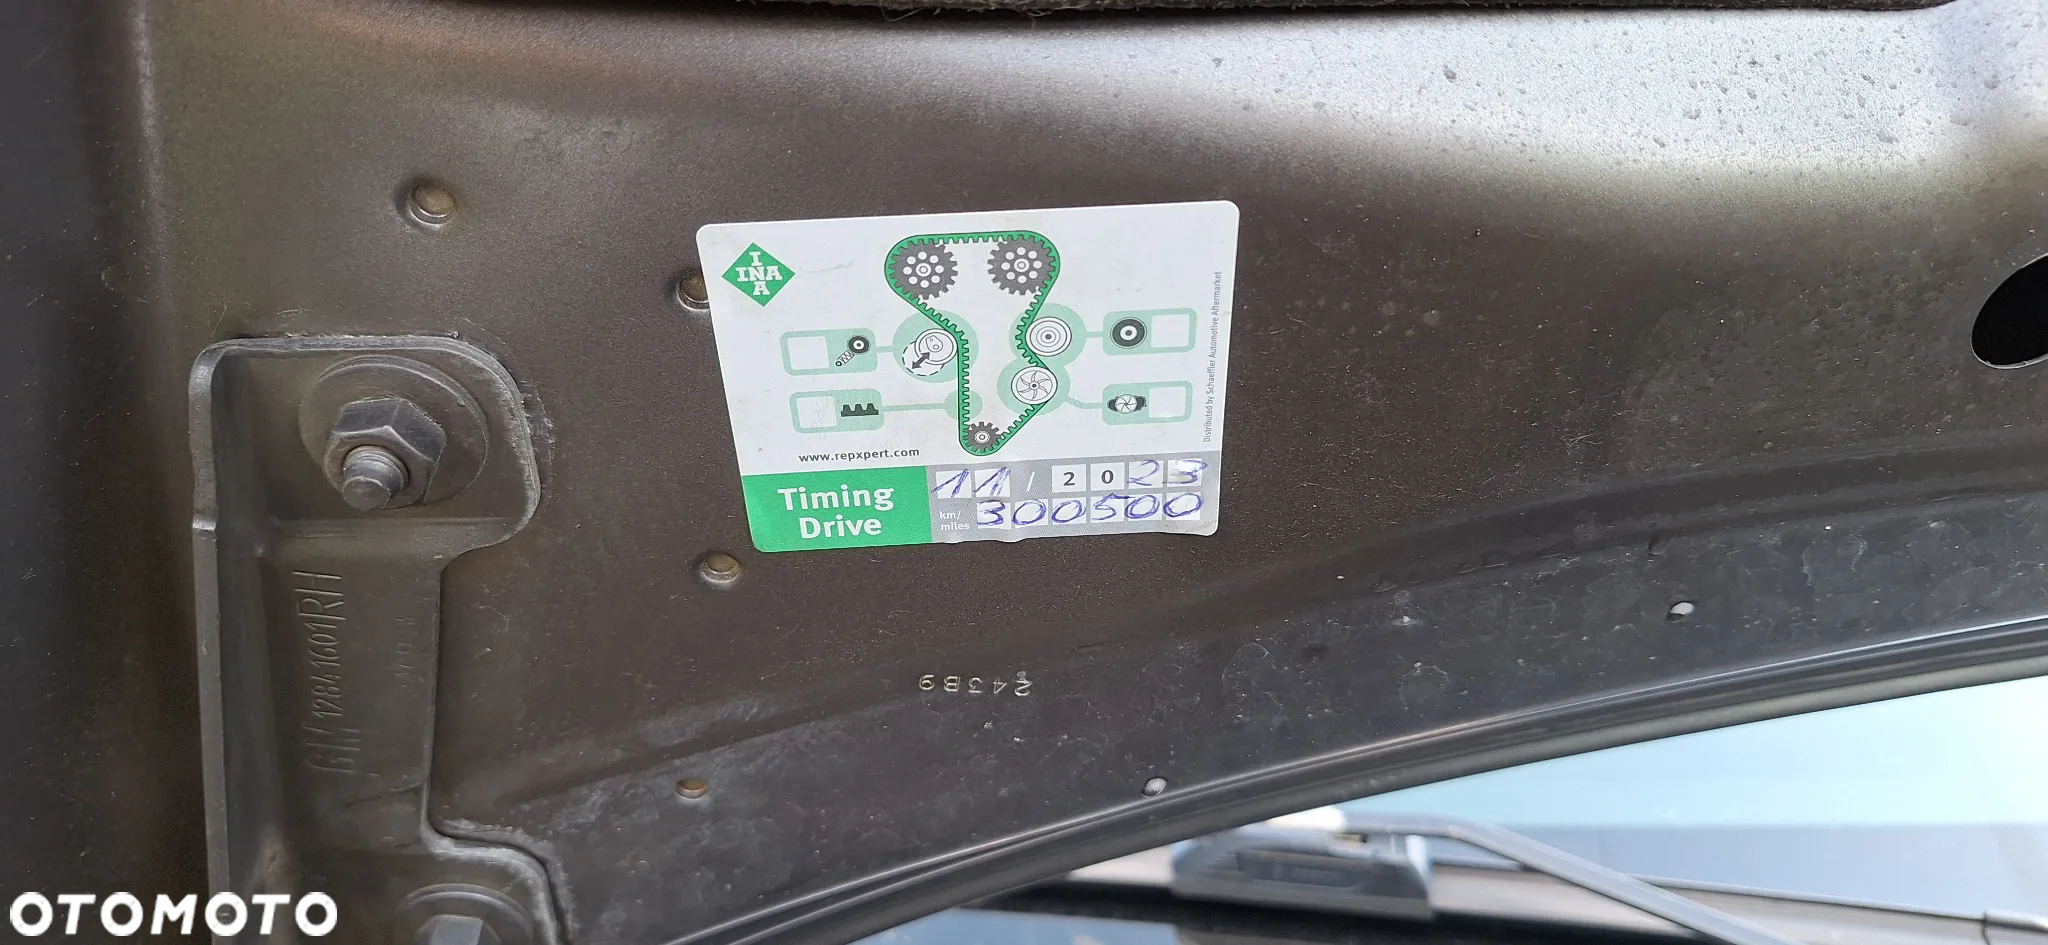 I
INA
A
Distributed by Schaeffler Automotive Aftermarket
www.repxpert.com
Timing
Drive
11 / 2023
km/
miles
300500
GM 12841601RH
243B9
OTOMOTO